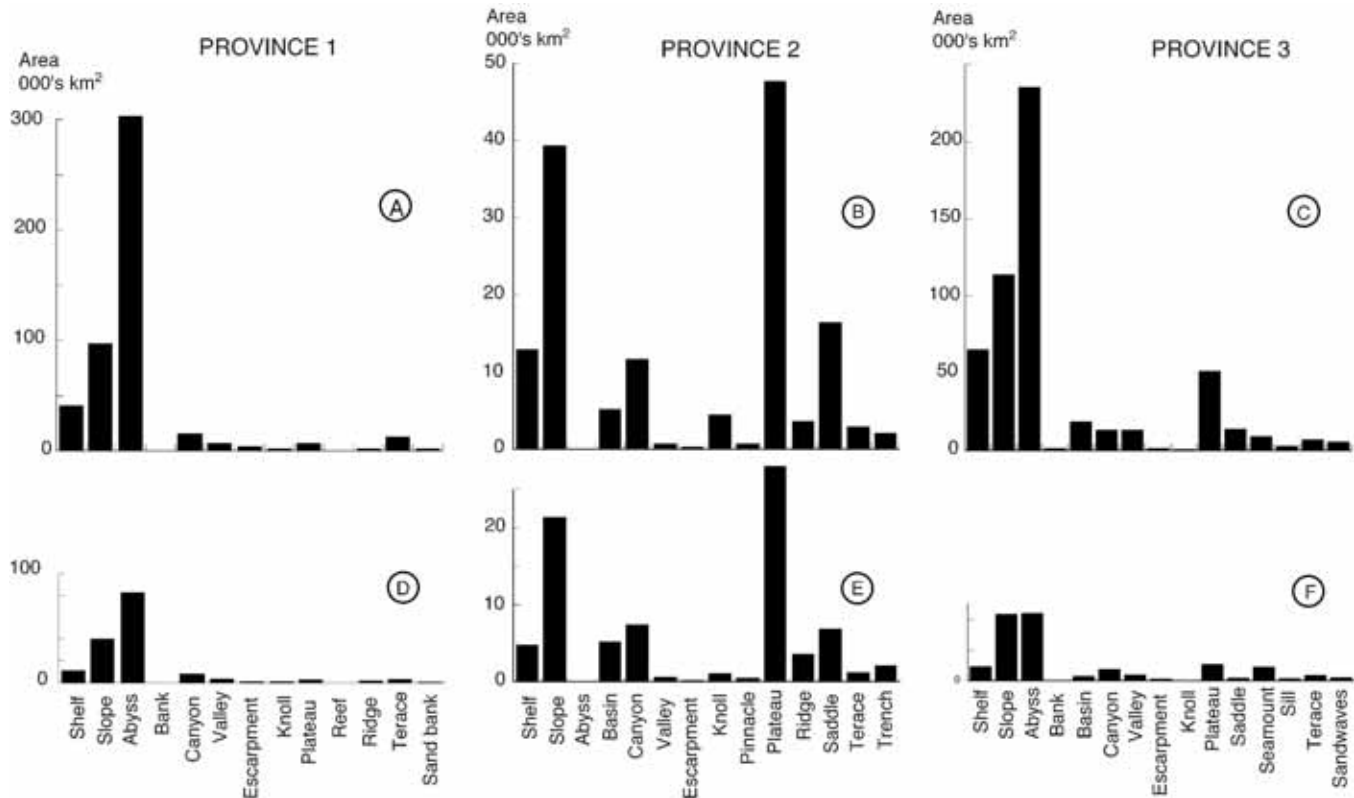 Area
000's km²
PROVINCE 1
300
200
100
0
A
Area
000's km²
PROVINCE 2
50
40
30
20
10
0
B
Area
000's km²
PROVINCE 3
200
150
100
50
0
C
100
0
D
Shelf
Slope
Abyss
Bank
Canyon
Valley
Escarpment
Knoll
Plateau
Reef
Ridge
Terace
Sand bank
20
10
0
E
Shelf
Slope
Abyss
Basin
Canyon
Valley
Escarpment
Knoll
Pinnacle
Plateau
Ridge
Saddle
Terace
Trench
0
F
Shelf
Slope
Abyss
Bank
Basin
Canyon
Valley
Escarpment
Knoll
Plateau
Saddle
Seamount
Sill
Terace
Sandwaves